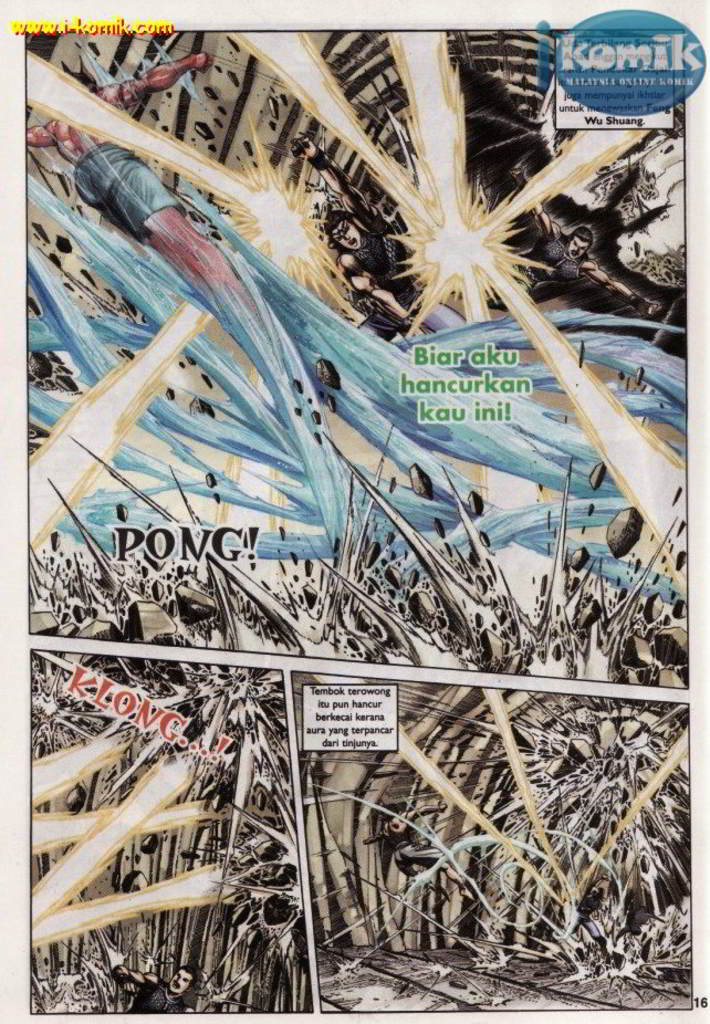 www.i-komik.com
komik
MALAYSIA ONLINE KOMIK
juga mempunyai ikhtiar
untuk mengwaskan Fong
Wu Shuang.
Biar aku
hancurkan
kau ini!
PONG!
KLONG....!
Tembok terowong
itu pun hancur
berkecai kerana
aura yang terpancar
dari tinjunya.
16